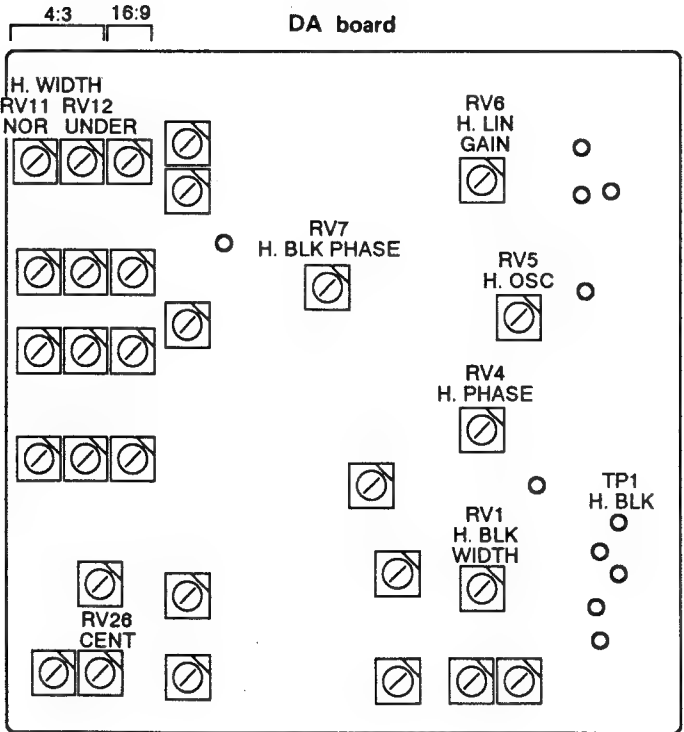 4:3 16:9
DA board
H. WIDTH
RV11 RV12
NOR UNDER
RV6
H. LIN
GAIN
RV7
H. BLK PHASE
RV5
H. OSC
RV4
H. PHASE
TP1
H. BLK
RV1
H. BLK
WIDTH
RV26
CENT